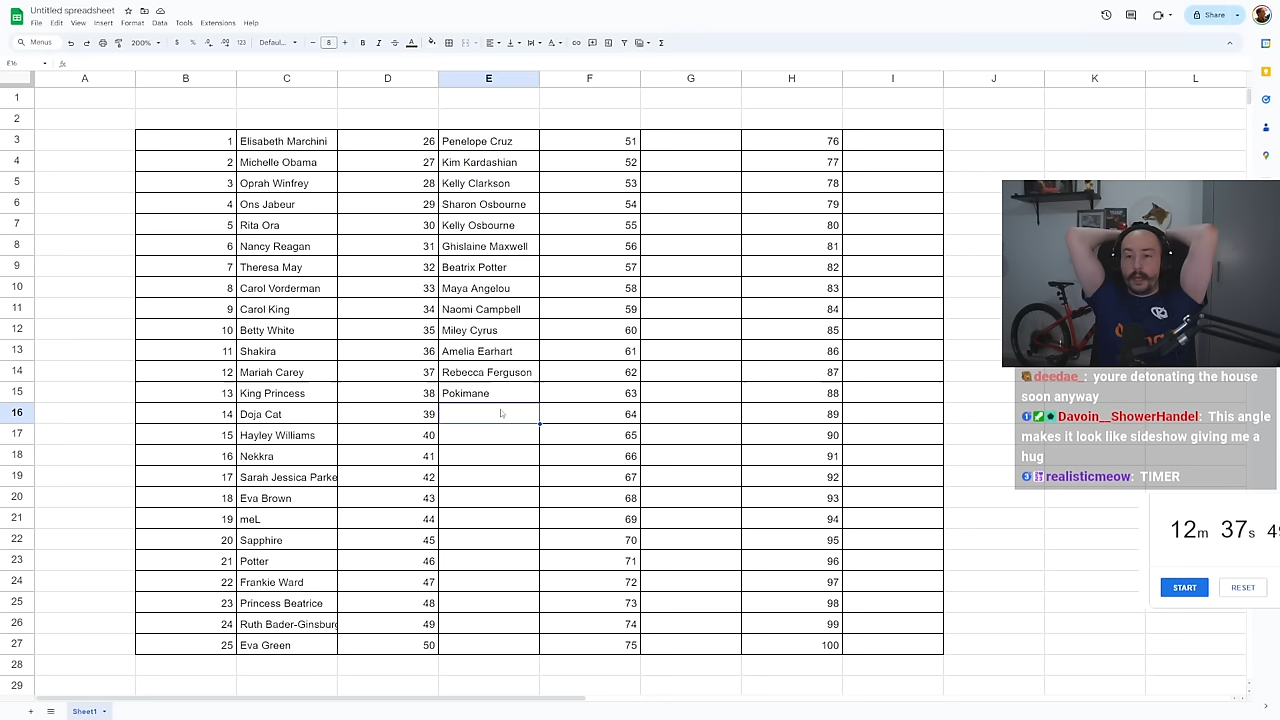 Untitled spreadsheet
File Edit View Insert Format Data Tools Extensions Help
Share
Menus 200% $ % .0 .00 123 Defaul... 8 B I A
E16 fx
A B C D E F G H I J K L
1
2
3 1 Elisabeth Marchini 26 Penelope Cruz 51 76
4 2 Michelle Obama 27 Kim Kardashian 52 77
5 3 Oprah Winfrey 28 Kelly Clarkson 53 78
6 4 Ons Jabeur 29 Sharon Osbourne 54 79
7 5 Rita Ora 30 Kelly Osbourne 55 80
8 6 Nancy Reagan 31 Ghislaine Maxwell 56 81
9 7 Theresa May 32 Beatrix Potter 57 82
10 8 Carol Vorderman 33 Maya Angelou 58 83
11 9 Carol King 34 Naomi Campbell 59 84
12 10 Betty White 35 Miley Cyrus 60 85
13 11 Shakira 36 Amelia Earhart 61 86
14 12 Mariah Carey 37 Rebecca Ferguson 62 87
15 13 King Princess 38 Pokimane 63 88
16 14 Doja Cat 39 64 89
17 15 Hayley Williams 40 65 90
18 16 Nekkra 41 66 91
19 17 Sarah Jessica Parke 42 67 92
20 18 Eva Brown 43 68 93
21 19 meL 44 69 94
22 20 Sapphire 45 70 95
23 21 Potter 46 71 96
24 22 Frankie Ward 47 72 97
25 23 Princess Beatrice 48 73 98
26 24 Ruth Bader-Ginsburg 49 74 99
27 25 Eva Green 50 75 100
28
29
deedae_: youre detonating the house
soon anyway
Davoin__ShowerHandel: This angle
makes it look like sideshow giving me a
hug
realisticmeow: TIMER
12m 37s 49
START RESET
Sheet1